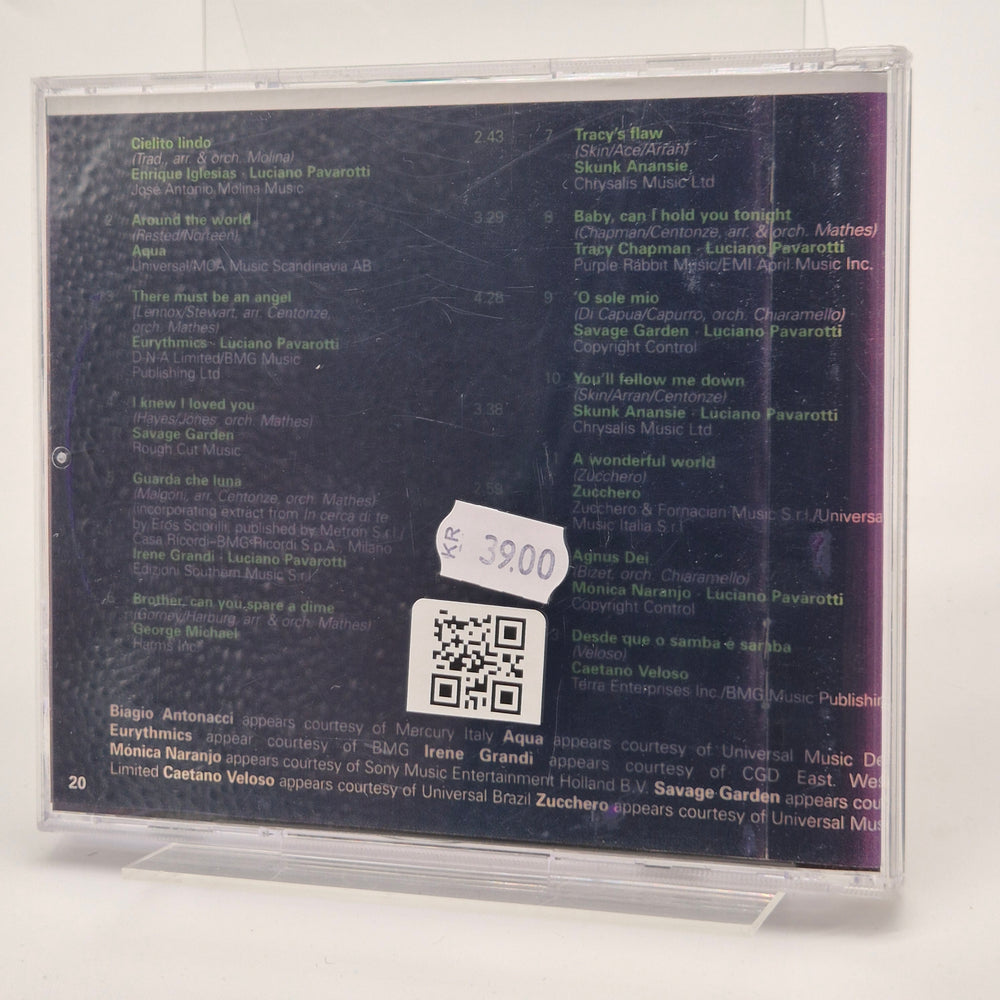 1 Cielito lindo 2.43
(Trad., arr. & orch. Molina)
Enrique Iglesias · Luciano Pavarotti
José Antonio Molina Music
2 Around the world 3.29
(Rasted/Norreen)
Aqua
Universal/MCA Music Scandinavia AB
3 There must be an angel 4.28
(Lennox/Stewart, arr. Centonze,
orch. Mathes)
Eurythmics · Luciano Pavarotti
D·N·A Limited/BMG Music
Publishing Ltd
I knew I loved you 3.38
(Hayes/Jones, orch. Mathes)
Savage Garden
Rough Cut Music
5 Guarda che luna 2.59
(Malgoni, arr. Centonze, orch. Mathes)
(incorporating extract from In cerca di te
by Eros Sciorilli, published by Metron S.r.l./
Casa Ricordi–BMG Ricordi S.p.A., Milano
Irene Grandi · Luciano Pavarotti
Edizioni Southern Music S.r.l.
Brother, can you spare a dime
(Gorney/Harburg, arr. & orch. Mathes)
George Michael
Harms Inc.
7 Tracy's flaw
(Skin/Ace/Arran)
Skunk Anansie
Chrysalis Music Ltd
8 Baby, can I hold you tonight
(Chapman/Centonze, arr. & orch. Mathes)
Tracy Chapman · Luciano Pavarotti
Purple Rabbit Music/EMI April Music Inc.
9 'O sole mio
(Di Capua/Capurro, orch. Chiaramello)
Savage Garden · Luciano Pavarotti
Copyright Control
10 You'll follow me down
(Skin/Arran/Centonze)
Skunk Anansie · Luciano Pavarotti
Chrysalis Music Ltd
A wonderful world
(Zucchero)
Zucchero
Zucchero & Fornaciari Music S.r.l./Universa
Music Italia S.r.l.
Agnus Dei
(Bizet, orch. Chiaramello)
Mónica Naranjo · Luciano Pavarotti
Copyright Control
3 Desde que o samba é samba
(Veloso)
Caetano Veloso
Terra Enterprises Inc./BMG Music Publishin
KR 39.00
Biagio Antonacci appears courtesy of Mercury Italy Aqua appears courtesy of Universal Music De
Eurythmics appear courtesy of BMG Irene Grandi appears courtesy of CGD East. Wes
Mónica Naranjo appears courtesy of Sony Music Entertainment Holland B.V. Savage Garden appears cou
Limited Caetano Veloso appears courtesy of Universal Brazil Zucchero appears courtesy of Universal Mus
20